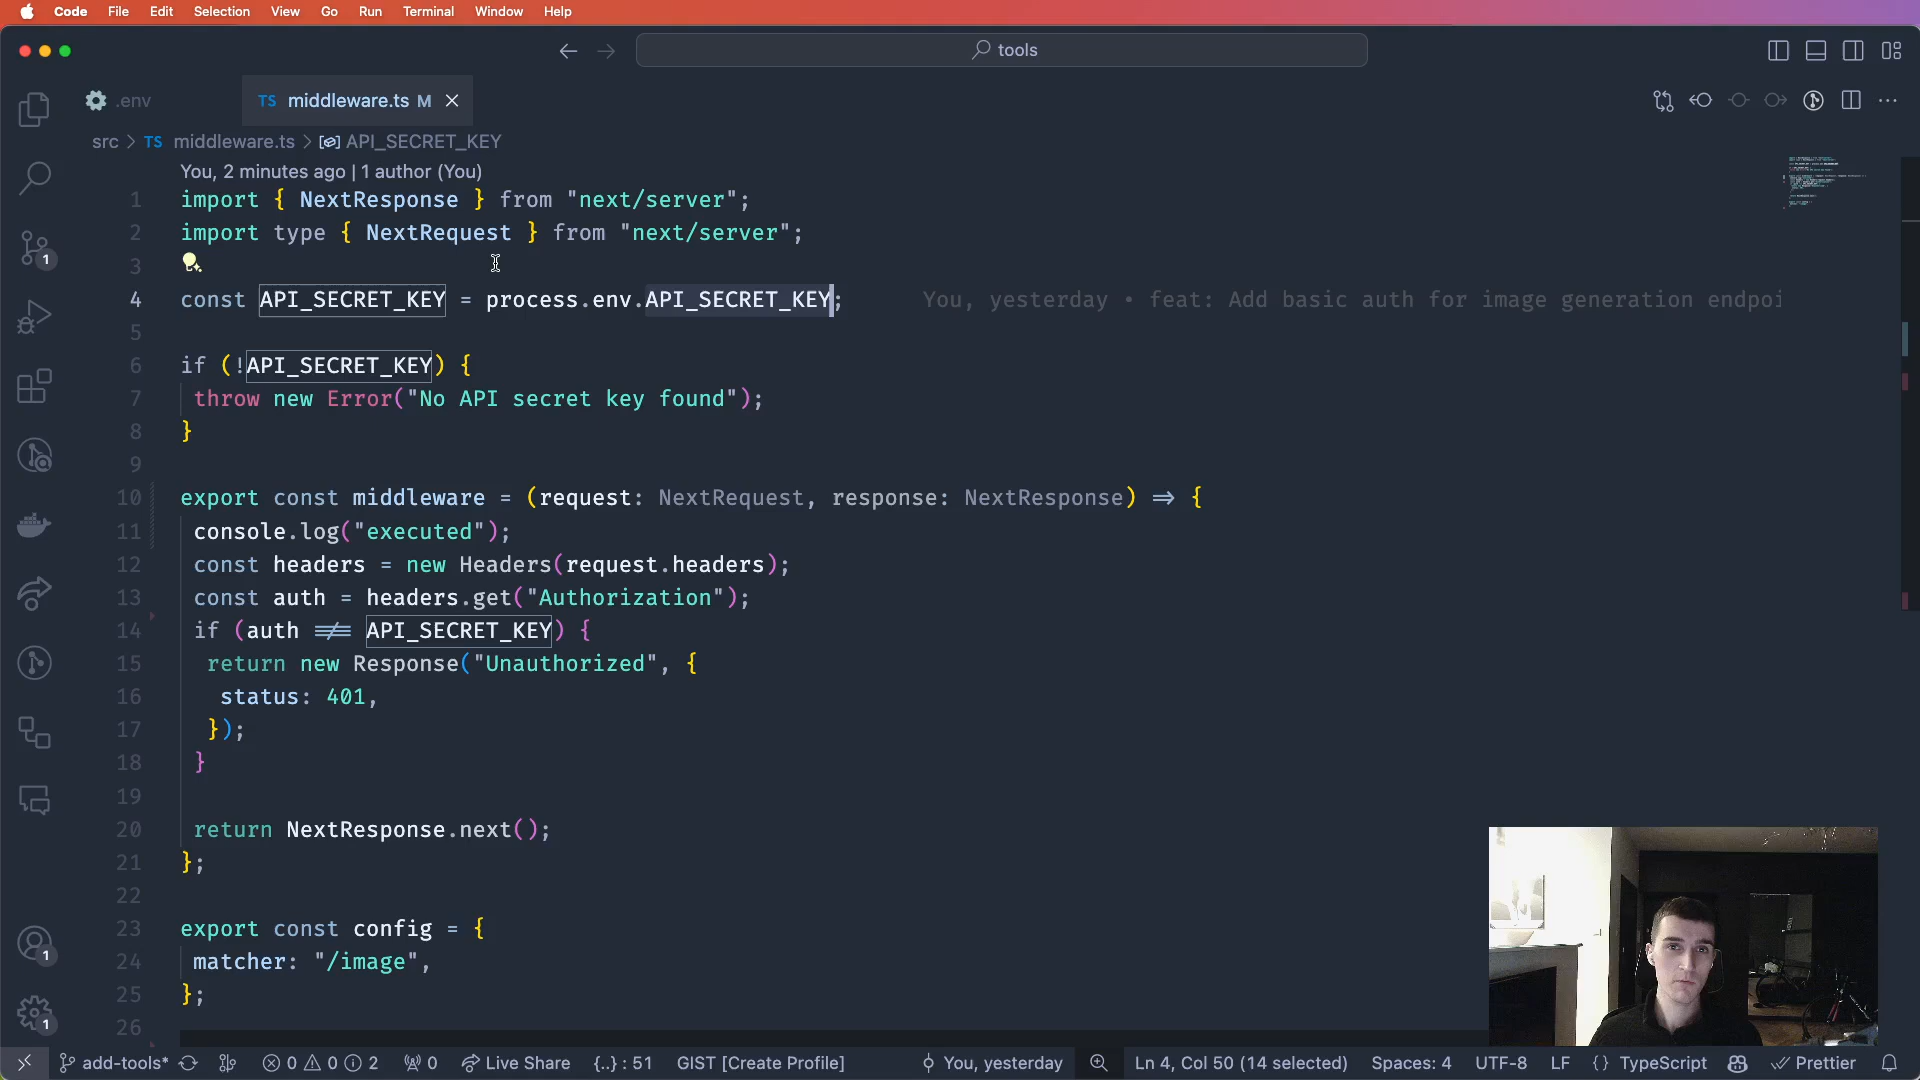 Code File Edit Selection View Go Run Terminal Window Help
tools
.env
TS middleware.ts M
src > TS middleware.ts > API_SECRET_KEY
You, 2 minutes ago | 1 author (You)
1 import { NextResponse } from "next/server";
2 import type { NextRequest } from "next/server";
3
4 const API_SECRET_KEY = process.env.API_SECRET_KEY; You, yesterday • feat: Add basic auth for image generation endpoi
5
6 if (!API_SECRET_KEY) {
7 throw new Error("No API secret key found");
8 }
9
10 export const middleware = (request: NextRequest, response: NextResponse) => {
11 console.log("executed");
12 const headers = new Headers(request.headers);
13 const auth = headers.get("Authorization");
14 if (auth !== API_SECRET_KEY) {
15 return new Response("Unauthorized", {
16 status: 401,
17 });
18 }
19
20 return NextResponse.next();
21 };
22
23 export const config = {
24 matcher: "/image",
25 };
26
1
1
1
add-tools* 0 0 2 0 Live Share {..} : 51 GIST [Create Profile] You, yesterday Ln 4, Col 50 (14 selected) Spaces: 4 UTF-8 LF {} TypeScript Prettier